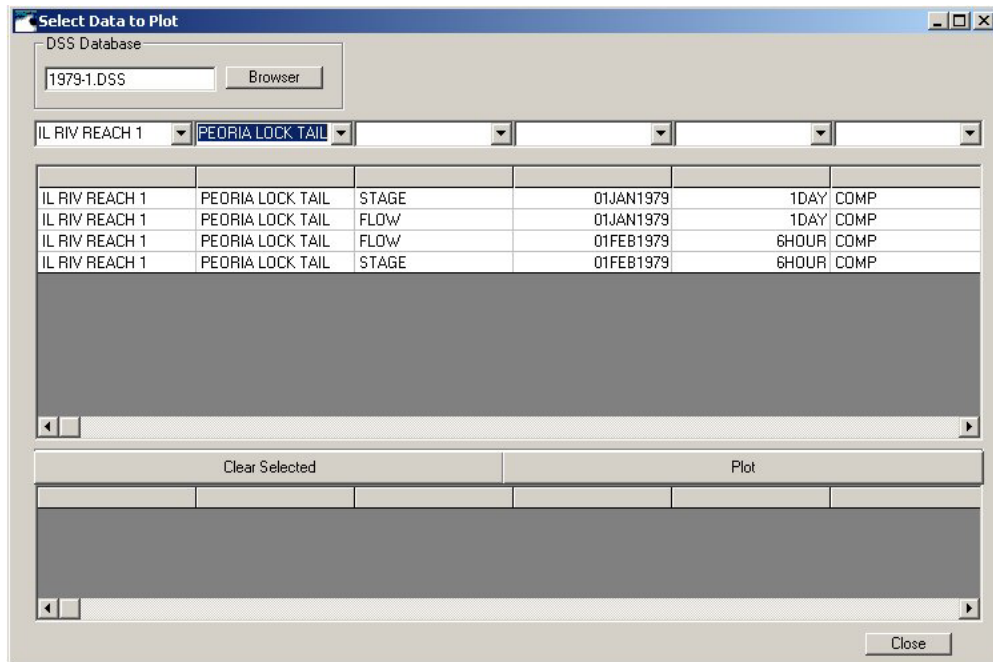 Select Data to Plot
DSS Database
1979-1.DSS Browser
IL RIV REACH 1 PEORIA LOCK TAIL
IL RIV REACH 1 PEORIA LOCK TAIL STAGE 01JAN1979 1DAY COMP
IL RIV REACH 1 PEORIA LOCK TAIL FLOW 01JAN1979 1DAY COMP
IL RIV REACH 1 PEORIA LOCK TAIL FLOW 01FEB1979 6HOUR COMP
IL RIV REACH 1 PEORIA LOCK TAIL STAGE 01FEB1979 6HOUR COMP
Clear Selected Plot
Close